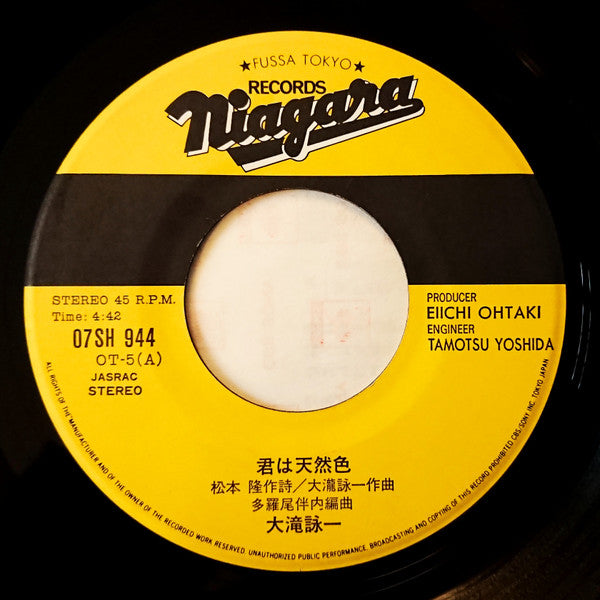 ★FUSSA TOKYO★
RECORDS
Niagara
STEREO 45 R.P.M.
Time: 4:42
07SH 944
OT-5(A)
JASRAC
STEREO
PRODUCER
EIICHI OHTAKI
ENGINEER
TAMOTSU YOSHIDA
君は天然色
松本 隆作詩／大瀧詠一作曲
多羅尾伴内編曲
大滝詠一
ALL RIGHTS OF THE MANUFACTURER AND OF THE OWNER OF THE RECORDED WORK RESERVED. UNAUTHORIZED PUBLIC PERFORMANCE. BROADCASTING AND COPYING OF THIS RECORD PROHIBITED CBS/SONY INC. TOKYO JAPAN